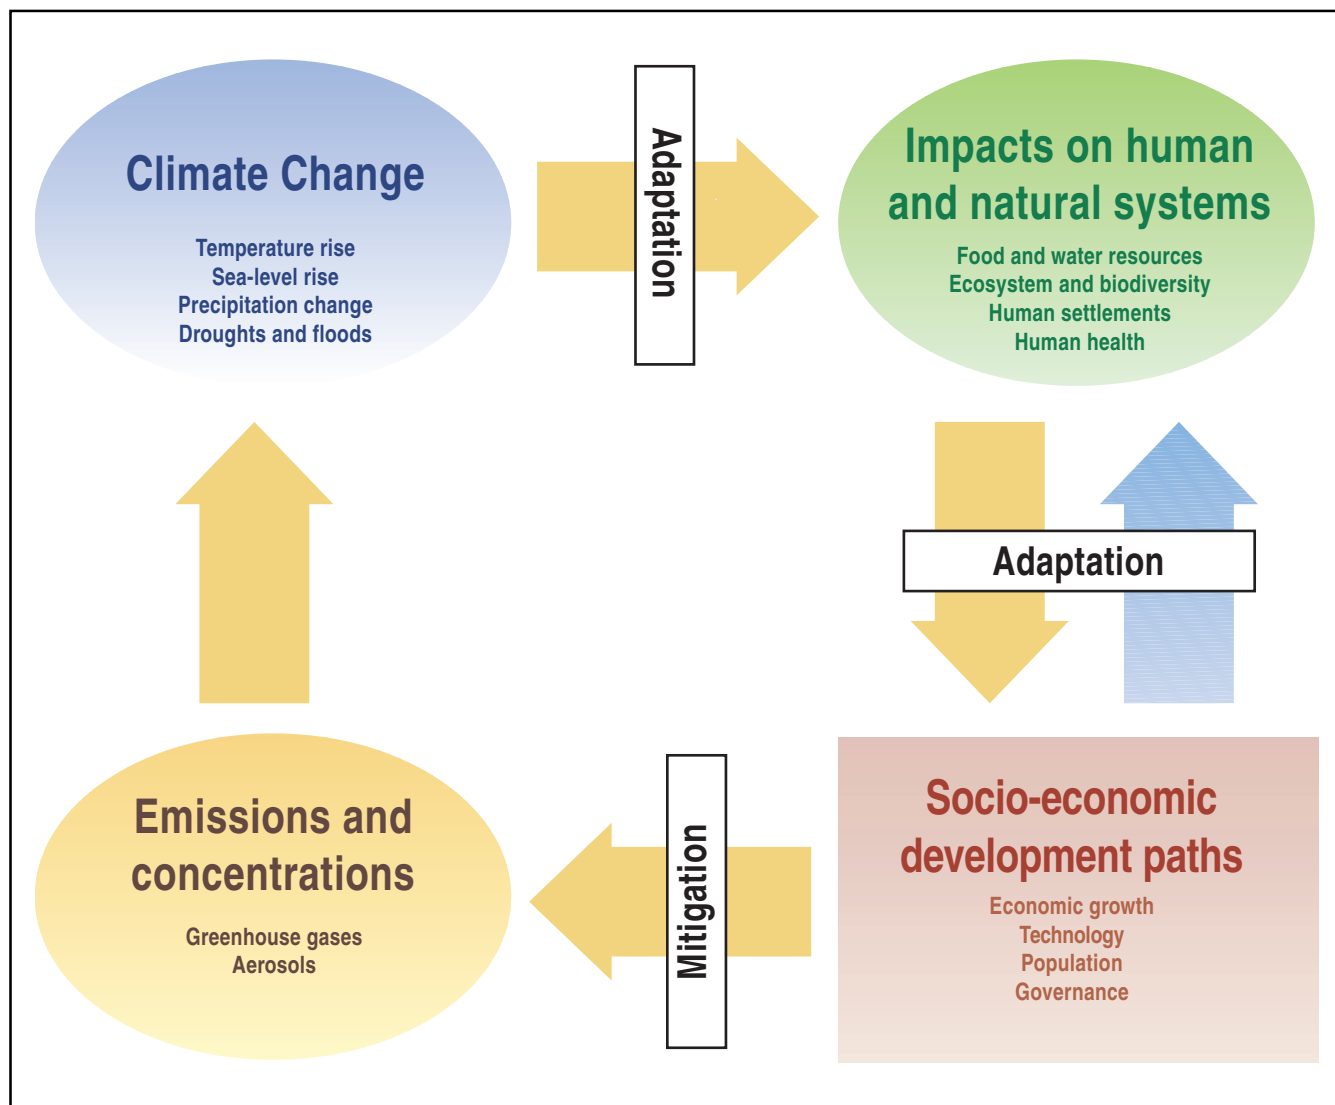 Climate Change
Temperature rise
Sea-level rise
Precipitation change
Droughts and floods
Adaptation
Impacts on human
and natural systems
Food and water resources
Ecosystem and biodiversity
Human settlements
Human health
Adaptation
Emissions and
concentrations
Greenhouse gases
Aerosols
Mitigation
Socio-economic
development paths
Economic growth
Technology
Population
Governance